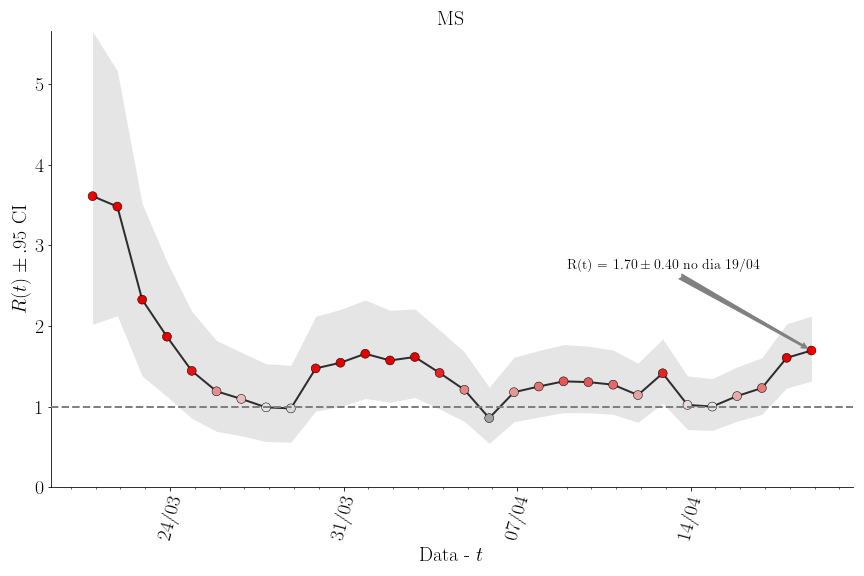 MS
R(t) ± .95 CI
5
4
3
2
1
0
R(t) = 1.70 ± 0.40 no dia 19/04
24/03
31/03
07/04
14/04
Data - t